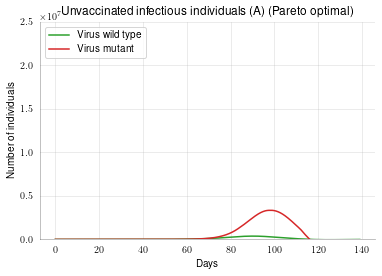 ×10⁷ Unvaccinated infectious individuals (A) (Pareto optimal)
Virus wild type
Virus mutant
Number of individuals
2.5
2.0
1.5
1.0
0.5
0.0
0 20 40 60 80 100 120 140
Days